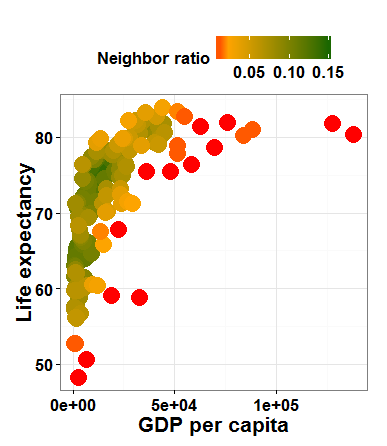 Neighbor ratio
0.05 0.10 0.15
Life expectancy
80
70
60
50
0e+00 5e+04 1e+05
GDP per capita